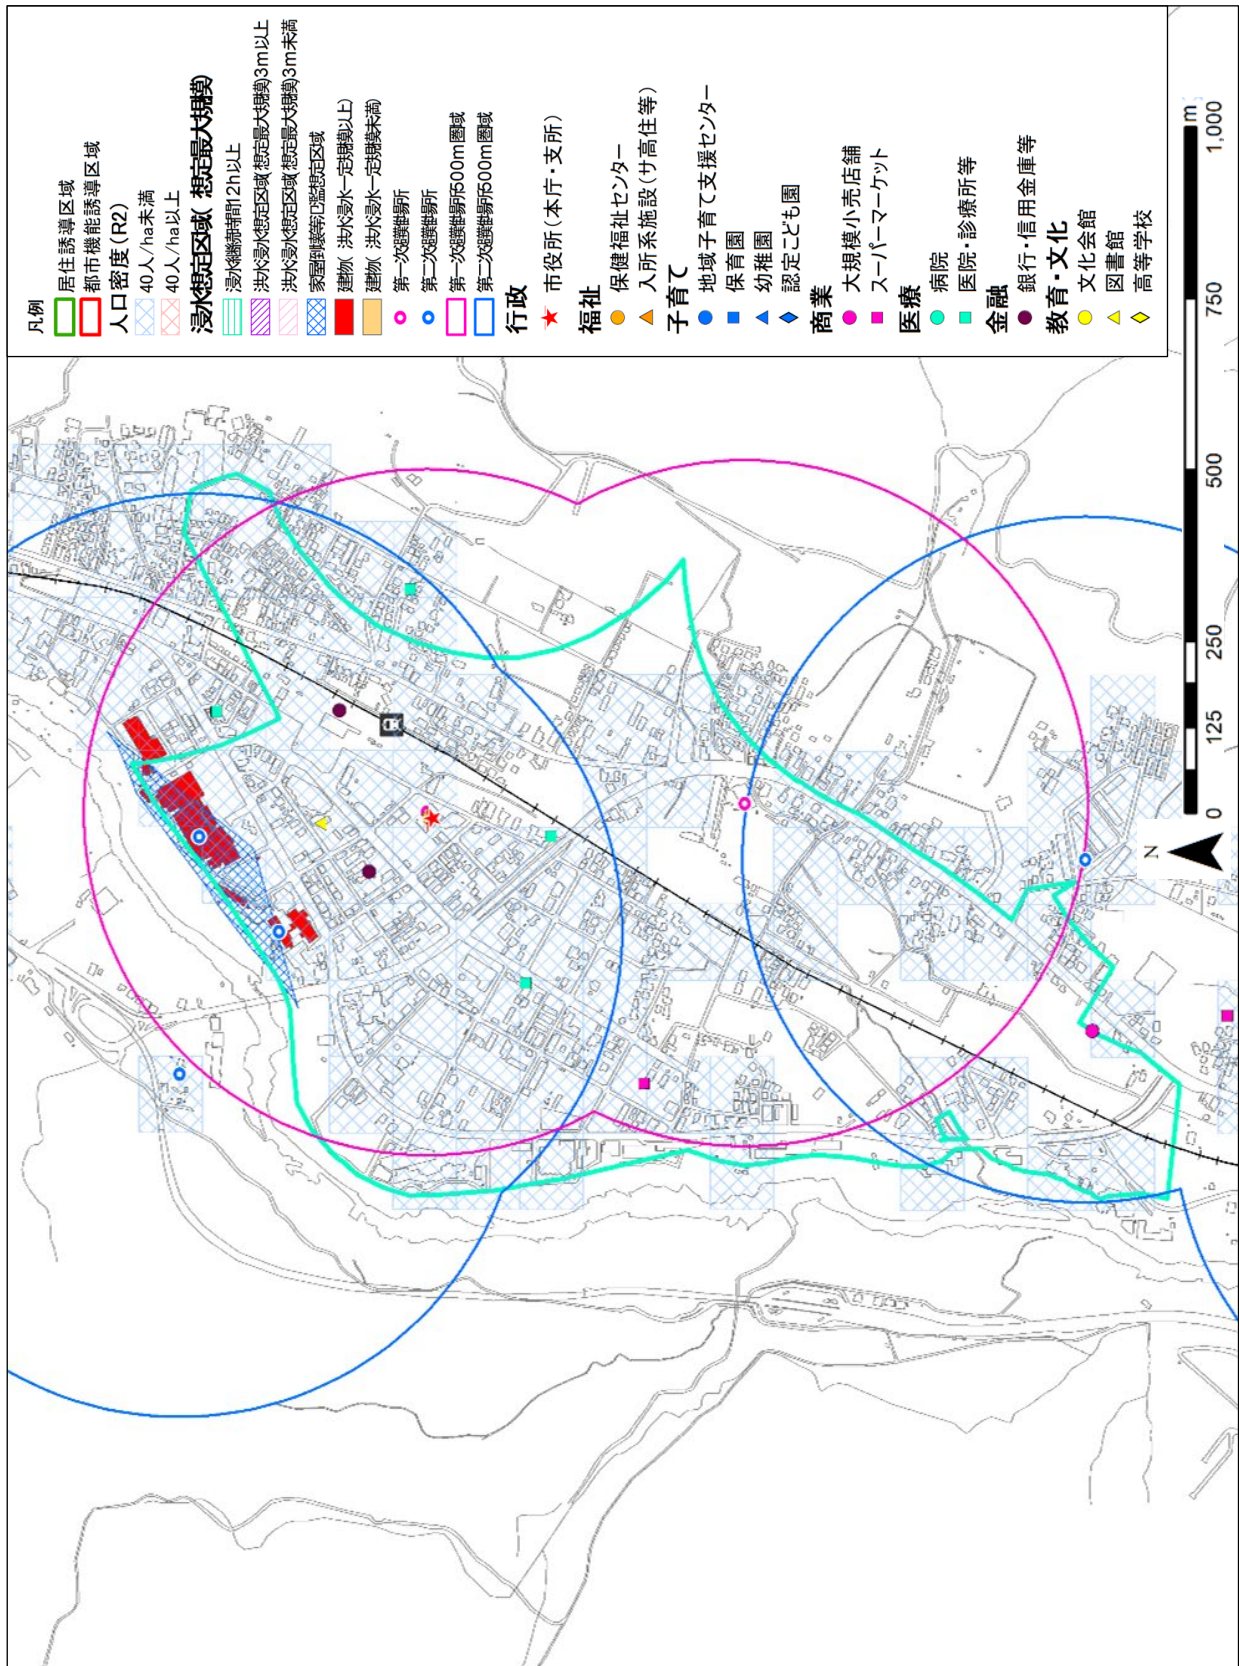 凡例
居住誘導区域
都市機能誘導区域
人口密度(R2)
40人/ha未満
40人/ha以上
浸水想定区域(想定最大規模)
浸水継続時間12h以上
洪水浸水想定区域(想定最大規模)3m以上
洪水浸水想定区域(想定最大規模)3m未満
家屋倒壊等氾濫想定区域
建物(洪水浸水一定規模以上)
建物(洪水浸水一定規模未満)
第一次避難場所
第二次避難場所
第一次避難場所500m圏域
第二次避難場所500m圏域
行政
市役所(本庁・支所)
福祉
保健福祉センター
入所系施設(サ高住等)
子育て
地域子育て支援センター
保育園
幼稚園
認定こども園
商業
大規模小売店舗
スーパーマーケット
医療
病院
医院・診療所等
金融
銀行・信用金庫等
教育・文化
文化会館
図書館
高等学校
N
0 125 250 500 750 1,000
m